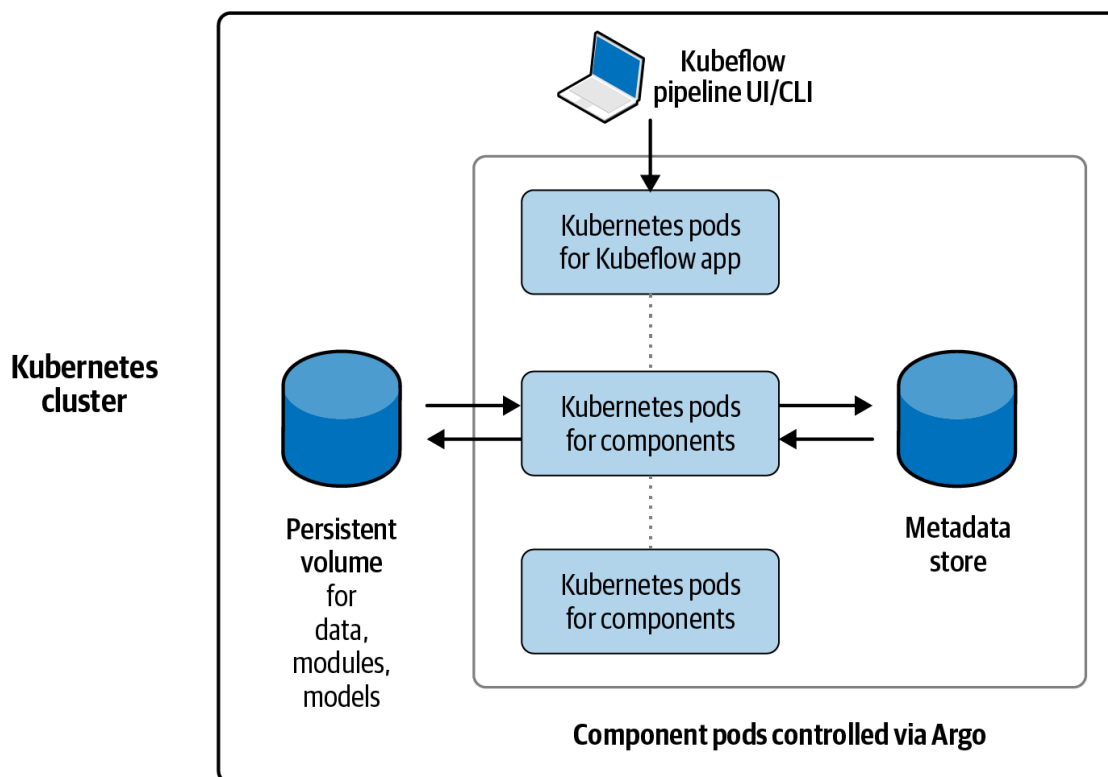 Kubeflow
pipeline UI/CLI
Kubernetes pods
for Kubeflow app
Kubernetes
cluster
Kubernetes pods
for components
Persistent
volume
for
data,
modules,
models
Metadata
store
Kubernetes pods
for components
Component pods controlled via Argo